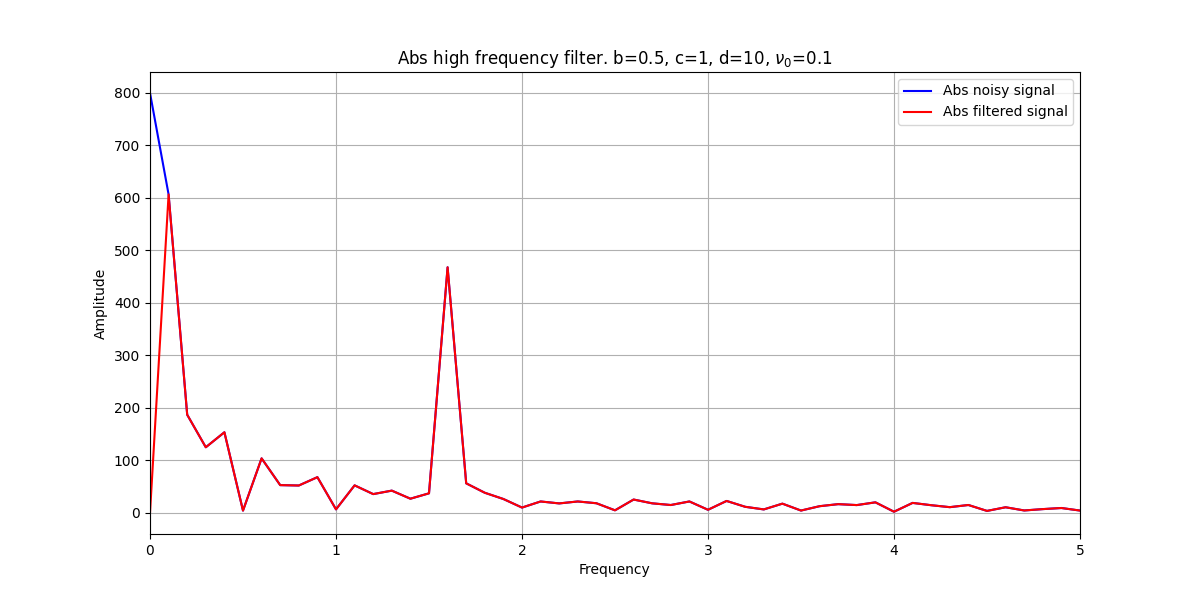 Abs high frequency filter. b=0.5, c=1, d=10, ν₀=0.1
Abs noisy signal
Abs filtered signal
800
700
600
500
400
300
200
100
0
Amplitude
0 1 2 3 4 5
Frequency